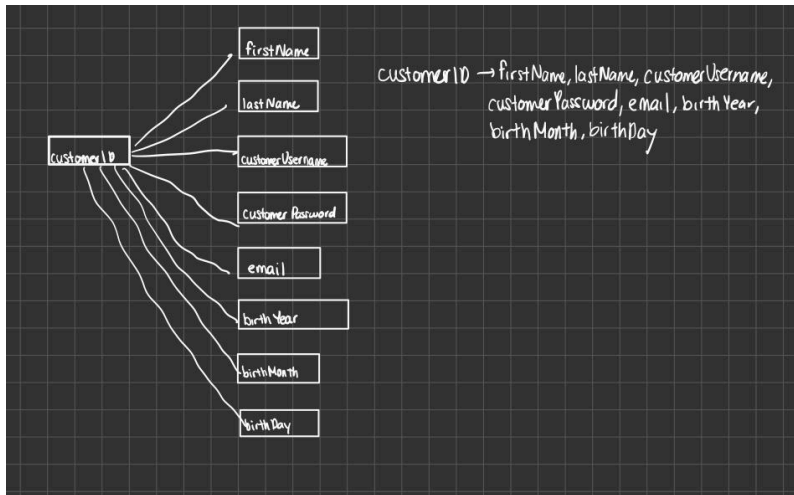 firstName
lastName
customerID
customerUsername
customerPassword
email
birthYear
birthMonth
birthDay
customerID → firstName, lastName, customerUsername,
customerPassword, email, birthYear,
birthMonth, birthDay